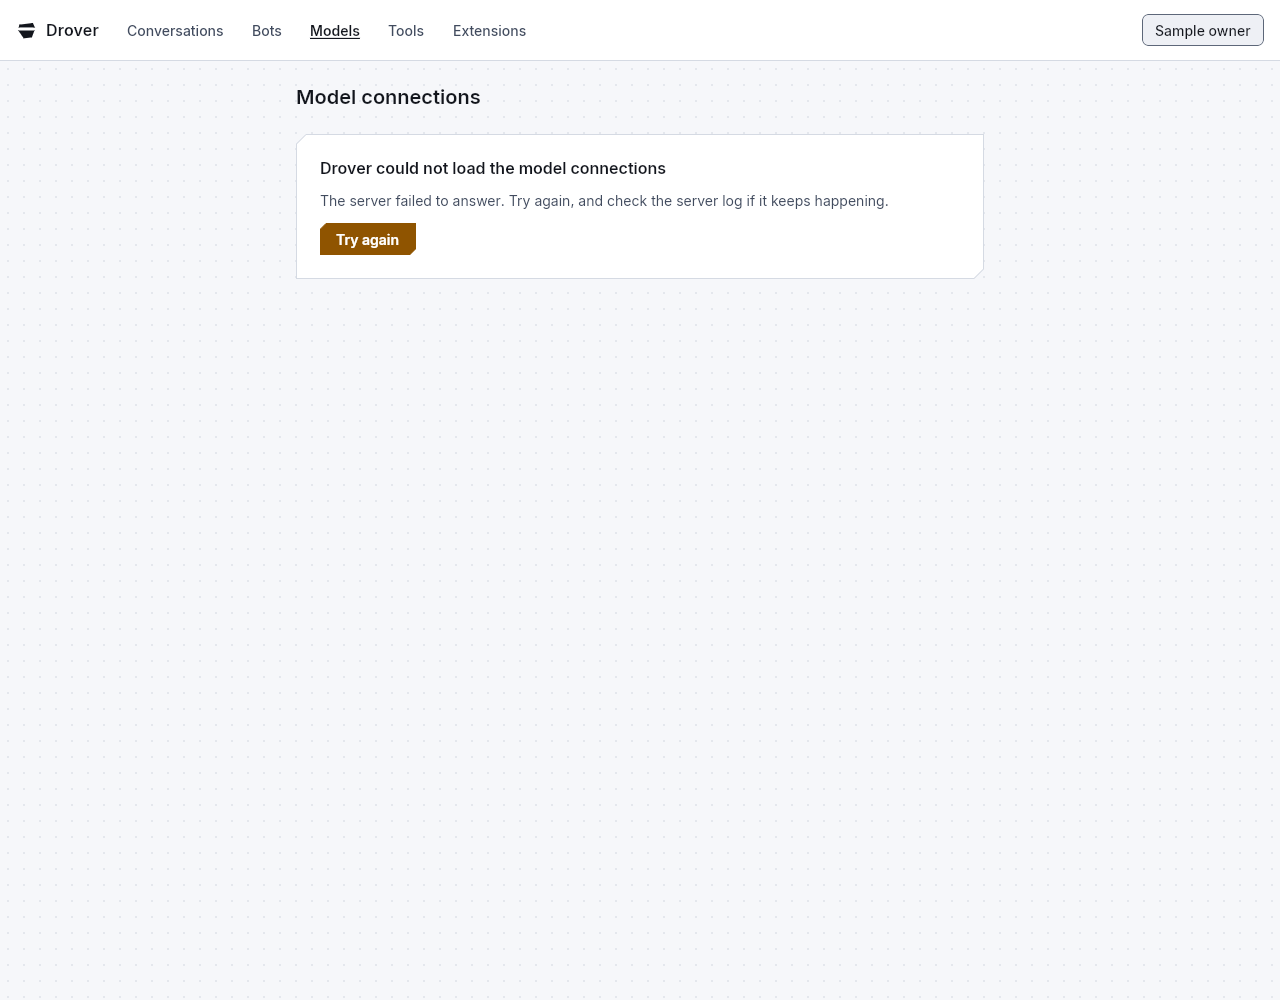 Drover
Conversations
Bots
Models
Tools
Extensions
Sample owner
Model connections
Drover could not load the model connections
The server failed to answer. Try again, and check the server log if it keeps happening.
Try again